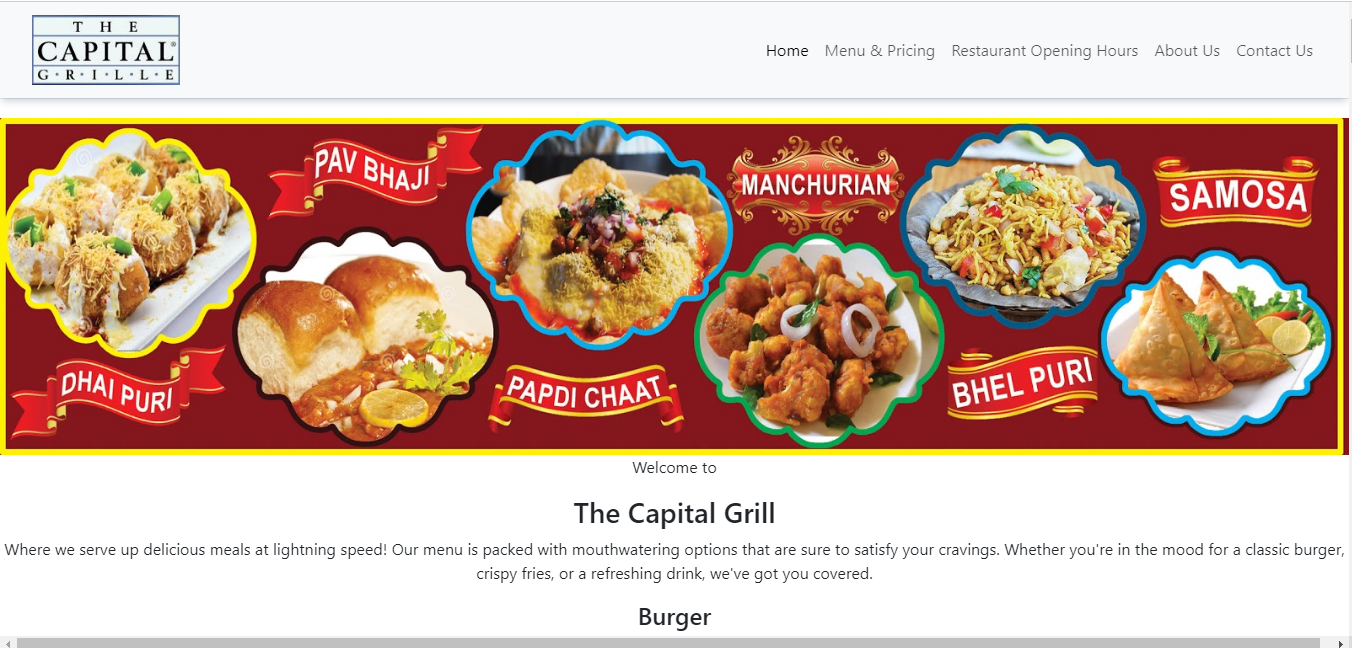 THE
CAPITAL®
G·R·I·L·L·E
Home Menu & Pricing Restaurant Opening Hours About Us Contact Us
PAV BHAJI
MANCHURIAN
SAMOSA
DHAI PURI
PAPDI CHAAT
BHEL PURI
Welcome to
The Capital Grill
Where we serve up delicious meals at lightning speed! Our menu is packed with mouthwatering options that are sure to satisfy your cravings. Whether you're in the mood for a classic burger,
crispy fries, or a refreshing drink, we've got you covered.
Burger